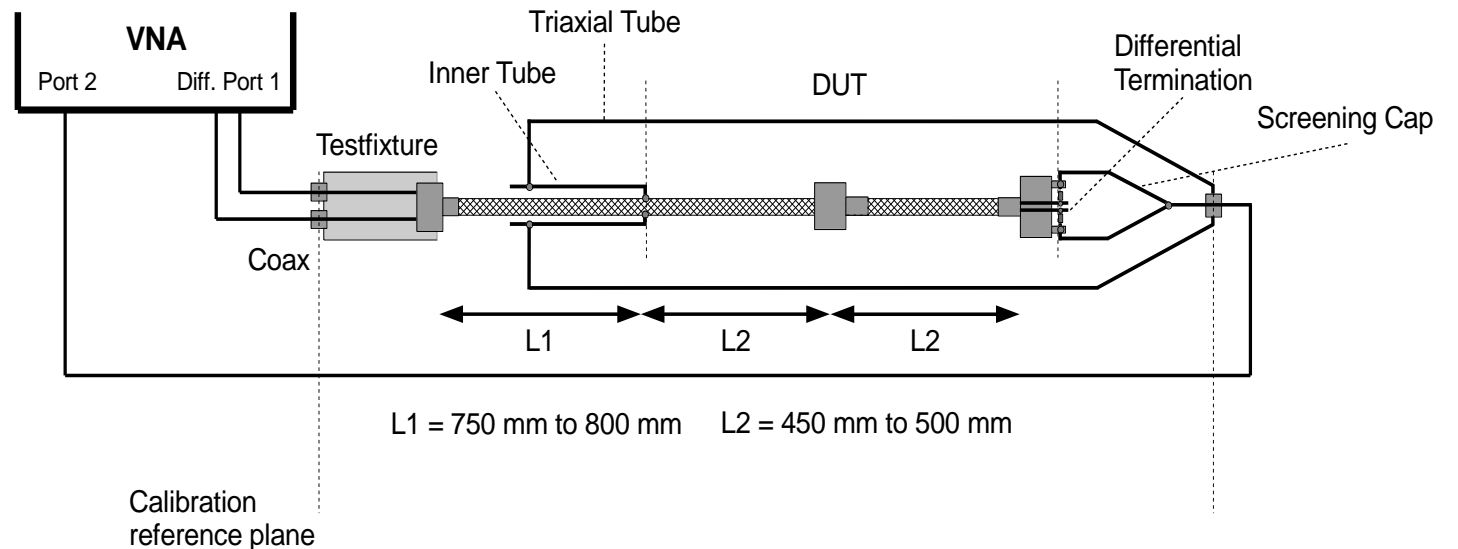 VNA
Port 2
Diff. Port 1
Triaxial Tube
Inner Tube
DUT
Differential
Termination
Screening Cap
Testfixture
Coax
L1
L2
L2
L1 = 750 mm to 800 mm
L2 = 450 mm to 500 mm
Calibration
reference plane